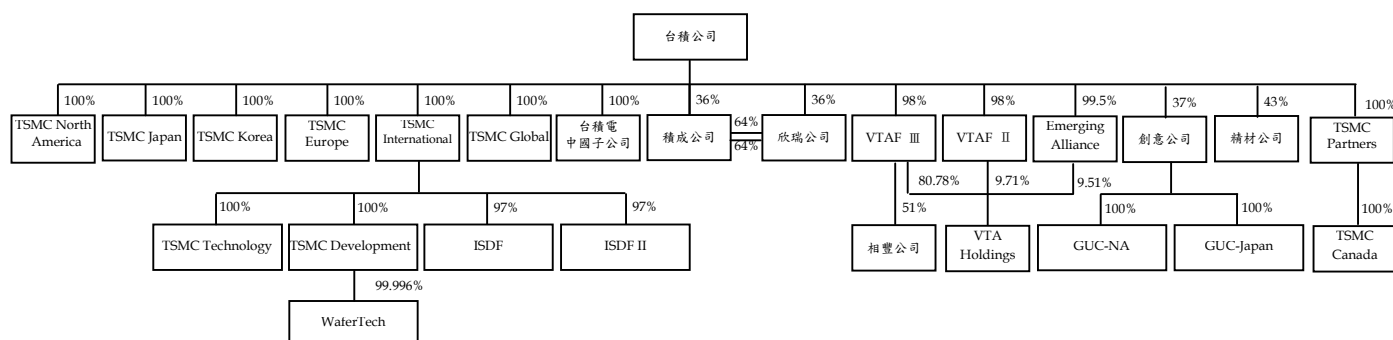 台積公司
100%
100%
100%
100%
100%
100%
100%
36%
36%
98%
98%
99.5%
37%
43%
100%
TSMC North
America
TSMC Japan
TSMC Korea
TSMC
Europe
TSMC
International
TSMC Global
台積電
中國子公司
積成公司
64%
64%
欣瑞公司
VTAF Ⅲ
VTAF Ⅱ
Emerging
Alliance
創意公司
精材公司
TSMC
Partners
80.78%
9.71%
9.51%
100%
100%
97%
97%
51%
100%
100%
100%
TSMC Technology
TSMC Development
ISDF
ISDF II
相豐公司
VTA
Holdings
GUC-NA
GUC-Japan
TSMC
Canada
99.996%
WaferTech